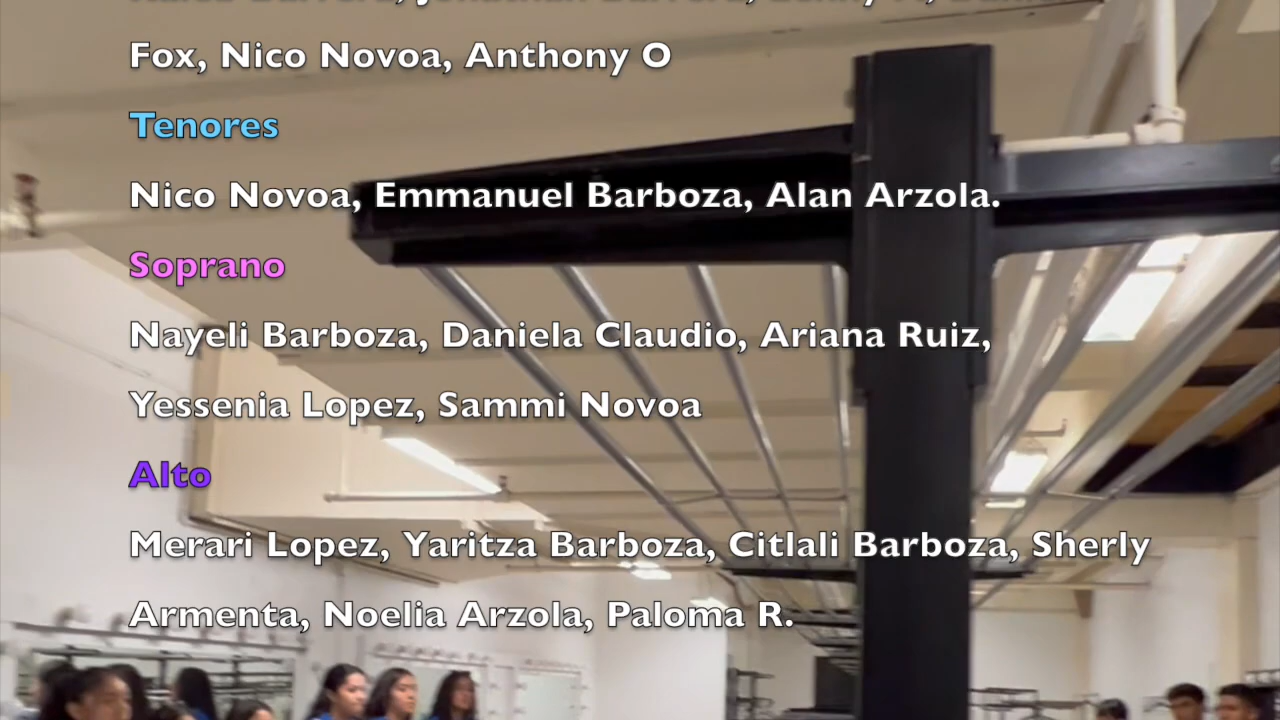 Fox, Nico Novoa, Anthony O
Tenores
Nico Novoa, Emmanuel Barboza, Alan Arzola.
Soprano
Nayeli Barboza, Daniela Claudio, Ariana Ruiz,
Yessenia Lopez, Sammi Novoa
Alto
Merari Lopez, Yaritza Barboza, Citlali Barboza, Sherly
Armenta, Noelia Arzola, Paloma R.